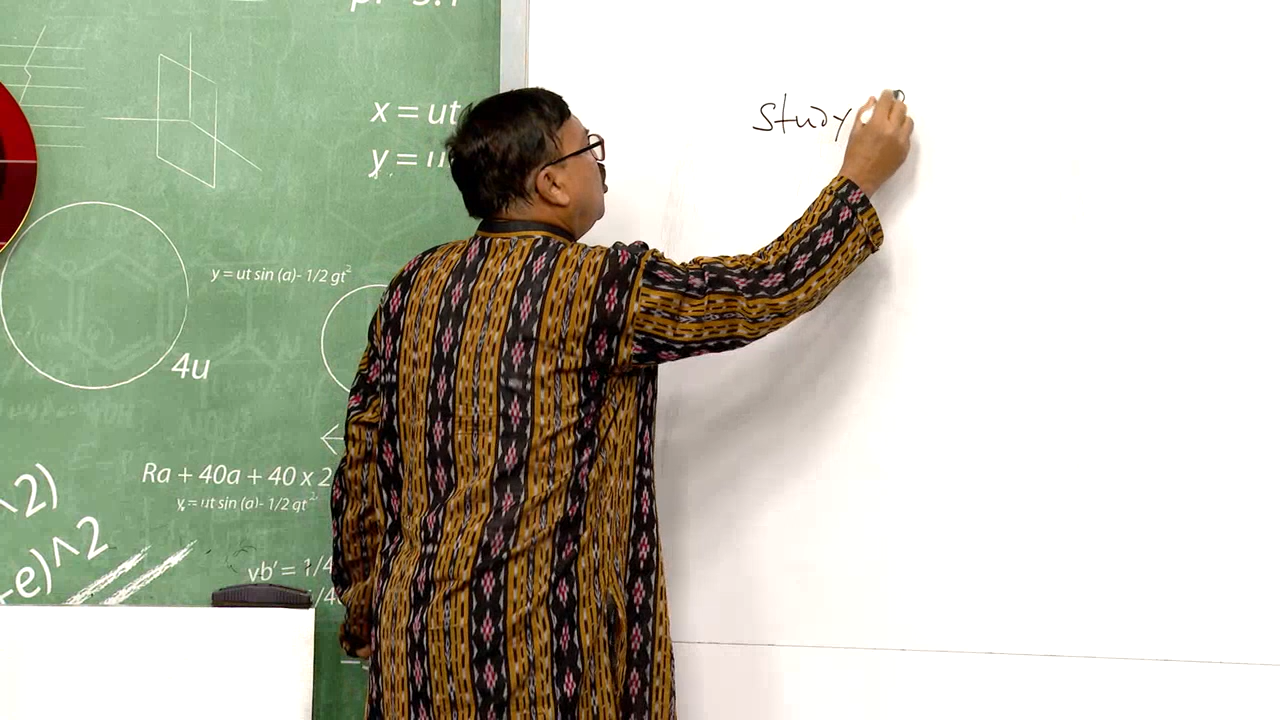 Study
x = ut
y = u
y = ut sin (a)- 1/2 gt²
4u
Ra + 40a + 40 x 2
y = ut sin (a)- 1/2 gt²
^2)
+e)^2
vb' = 1/4